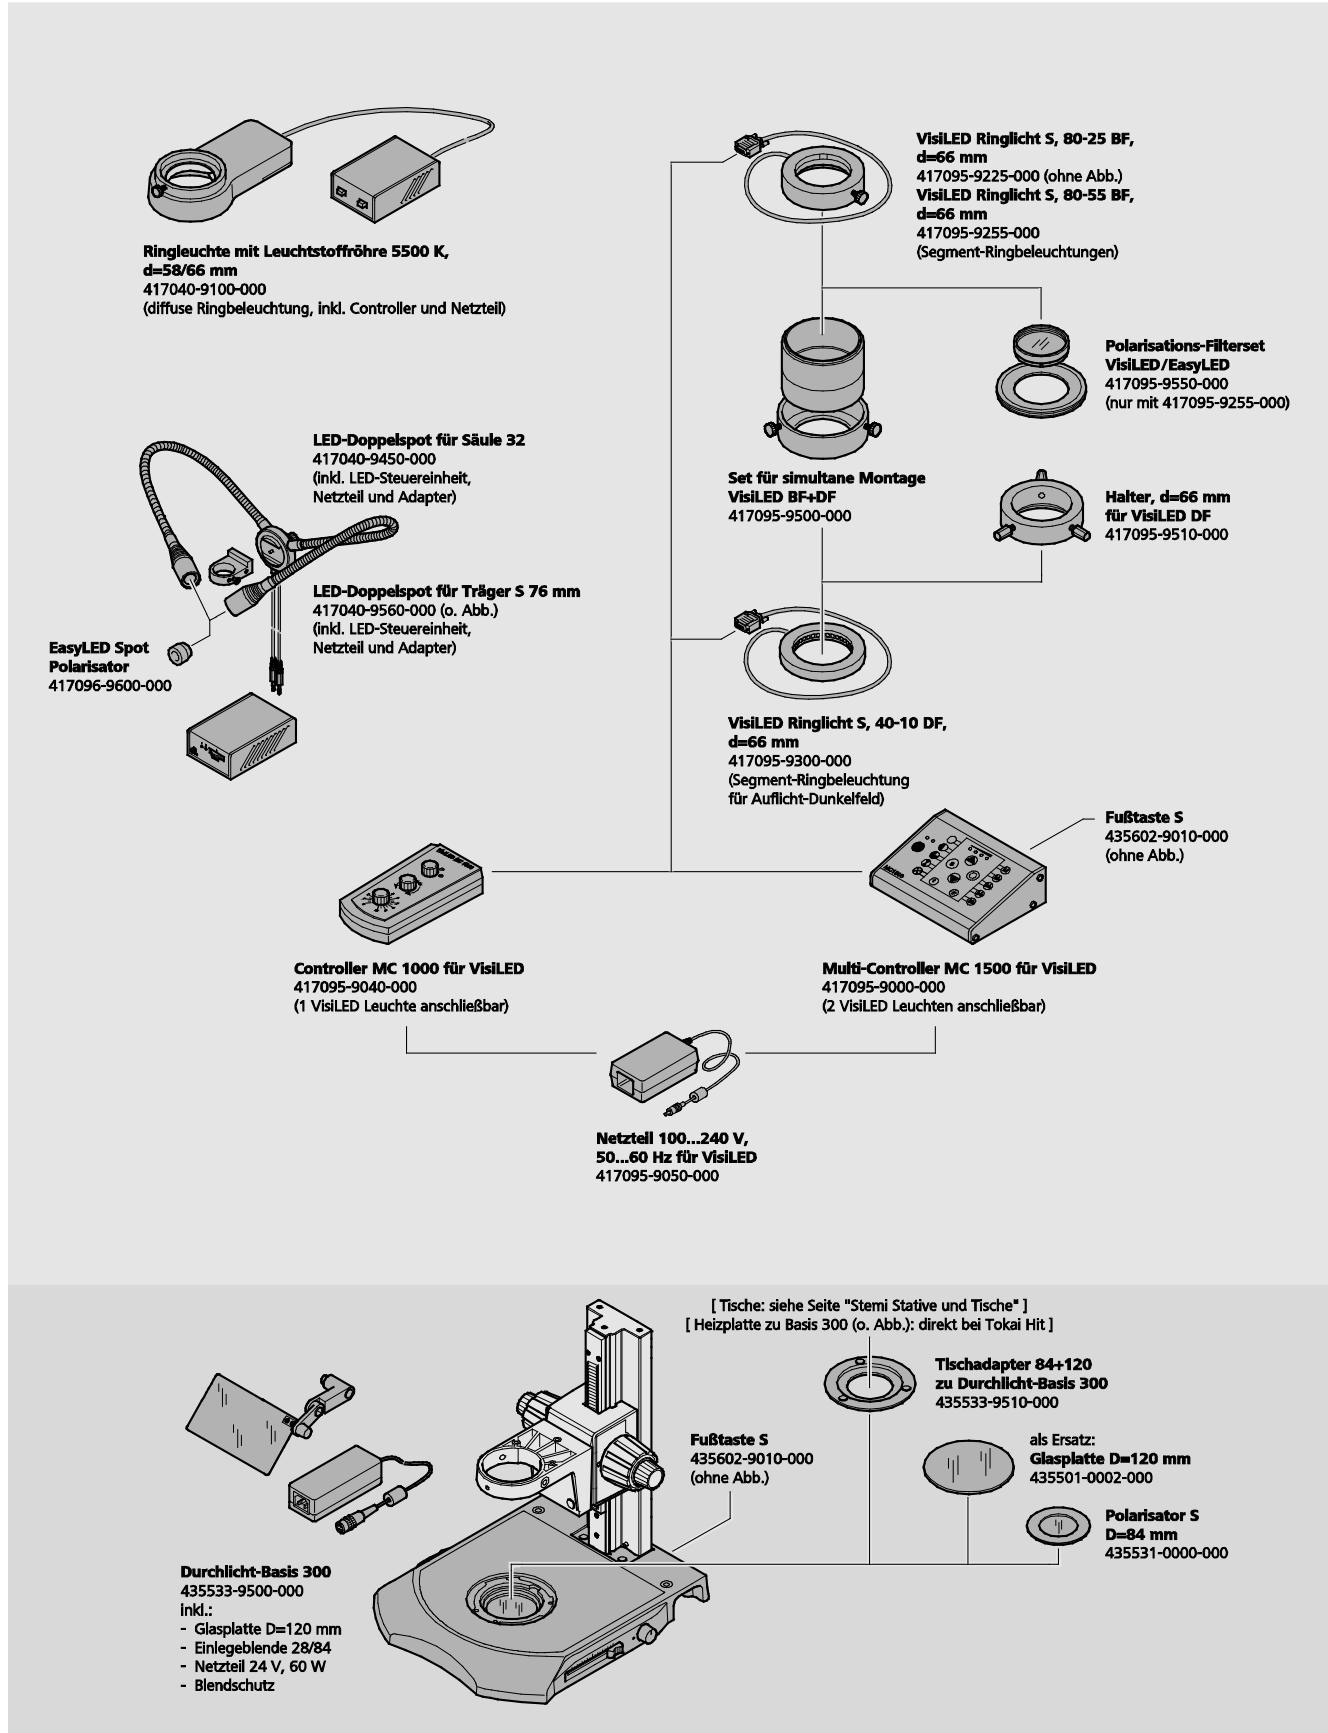 Ringleuchte mit Leuchtstoffröhre 5500 K,
d=58/66 mm
417040-9100-000
(diffuse Ringbeleuchtung, inkl. Controller und Netzteil)
VisiLED Ringlicht S, 80-25 BF,
d=66 mm
417095-9225-000 (ohne Abb.)
VisiLED Ringlicht S, 80-55 BF,
d=66 mm
417095-9255-000
(Segment-Ringbeleuchtungen)
Polarisations-Filterset
VisiLED/EasyLED
417095-9550-000
(nur mit 417095-9255-000)
LED-Doppelspot für Säule 32
417040-9450-000
(inkl. LED-Steuereinheit,
Netzteil und Adapter)
Set für simultane Montage
VisiLED BF+DF
417095-9500-000
Halter, d=66 mm
für VisiLED DF
417095-9510-000
LED-Doppelspot für Träger S 76 mm
417040-9560-000 (o. Abb.)
(inkl. LED-Steuereinheit,
Netzteil und Adapter)
EasyLED Spot
Polarisator
417096-9600-000
VisiLED Ringlicht S, 40-10 DF,
d=66 mm
417095-9300-000
(Segment-Ringbeleuchtung
für Auflicht-Dunkelfeld)
Fußtaste S
435602-9010-000
(ohne Abb.)
MC1500
Controller MC 1000 für VisiLED
417095-9040-000
(1 VisiLED Leuchte anschließbar)
Multi-Controller MC 1500 für VisiLED
417095-9000-000
(2 VisiLED Leuchten anschließbar)
Netzteil 100...240 V,
50...60 Hz für VisiLED
417095-9050-000
[ Tische: siehe Seite "Stemi Stative und Tische" ]
[ Heizplatte zu Basis 300 (o. Abb.): direkt bei Tokai Hit ]
Tischadapter 84+120
zu Durchlicht-Basis 300
435533-9510-000
Fußtaste S
435602-9010-000
(ohne Abb.)
als Ersatz:
Glasplatte D=120 mm
435501-0002-000
Polarisator S
D=84 mm
435531-0000-000
Durchlicht-Basis 300
435533-9500-000
inkl.:
- Glasplatte D=120 mm
- Einlegeblende 28/84
- Netzteil 24 V, 60 W
- Blendschutz